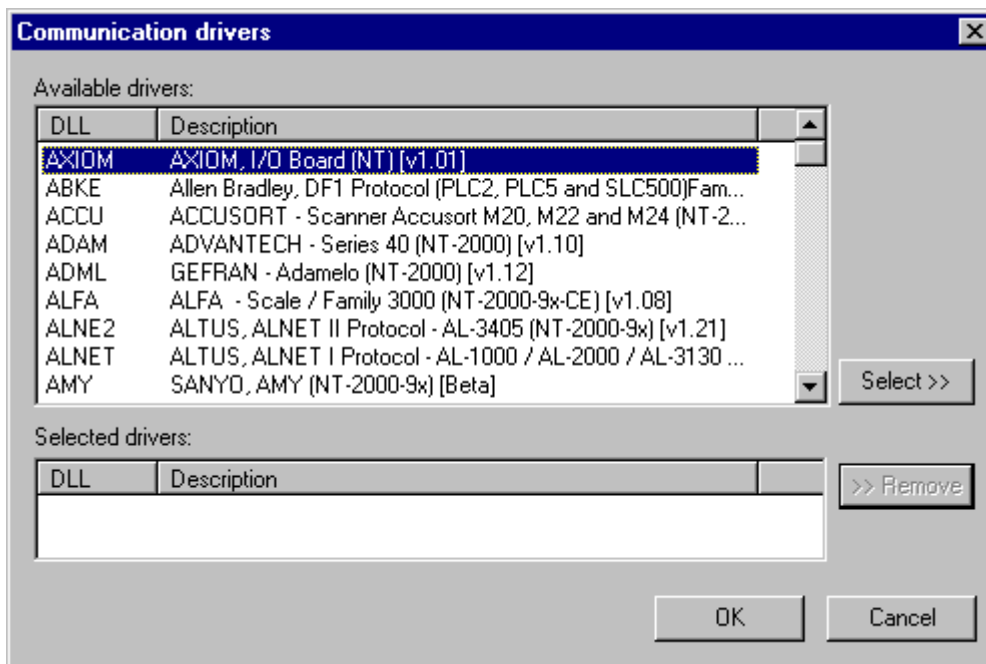 Communication drivers
Available drivers:
DLL Description
AXIOM AXIOM, I/O Board (NT) [v1.01]
ABKE Allen Bradley, DF1 Protocol (PLC2, PLC5 and SLC500)Fam...
ACCU ACCUSORT - Scanner Accusort M20, M22 and M24 (NT-2...
ADAM ADVANTECH - Series 40 (NT-2000) [v1.10]
ADML GEFRAN - Adamelo (NT-2000) [v1.12]
ALFA ALFA - Scale / Family 3000 (NT-2000-9x-CE) [v1.08]
ALNE2 ALTUS, ALNET II Protocol - AL-3405 (NT-2000-9x) [v1.21]
ALNET ALTUS, ALNET I Protocol - AL-1000 / AL-2000 / AL-3130 ...
AMY SANYO, AMY (NT-2000-9x) [Beta]
Select >>
Selected drivers:
DLL Description
>> Remove
OK Cancel